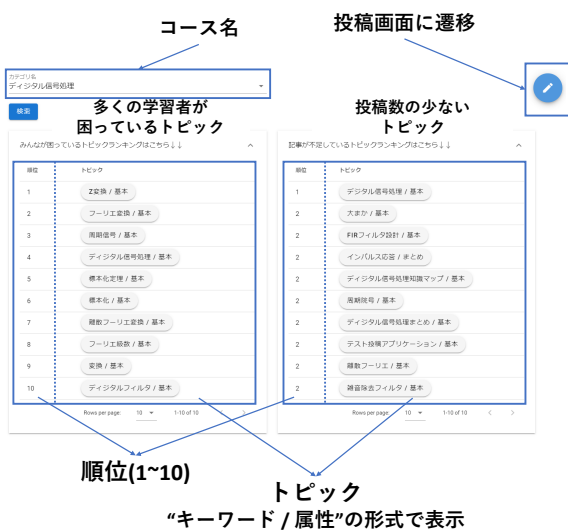 コース名
投稿画面に遷移
カテゴリ名
ディジタル信号処理
検索
多くの学習者が
困っているトピック
みんなが困っているトピックランキングはこちら↓↓
順位 トピック
1 Z変換 / 基本
2 フーリエ変換 / 基本
3 周期信号 / 基本
4 ディジタル信号処理 / 基本
5 標本化定理 / 基本
6 標本化 / 基本
7 離散フーリエ変換 / 基本
8 フーリエ級数 / 基本
9 変換 / 基本
10 ディジタルフィルタ / 基本
Rows per page: 10 1-10 of 10
投稿数の少ない
トピック
記事が不足しているトピックランキングはこちら↓↓
順位 トピック
1 デジタル信号処理 / 基本
2 大まか / 基本
2 FIRフィルタ設計 / 基本
2 インパルス応答 / まとめ
2 ディジタル信号処理知識マップ / 基本
2 周期院号 / 基本
2 ディジタル信号処理まとめ / 基本
2 テスト投稿アプリケーション / 基本
2 離散フーリエ / 基本
2 雑音除去フィルタ / 基本
Rows per page: 10 1-10 of 10
順位(1~10)
トピック
“キーワード / 属性”の形式で表示